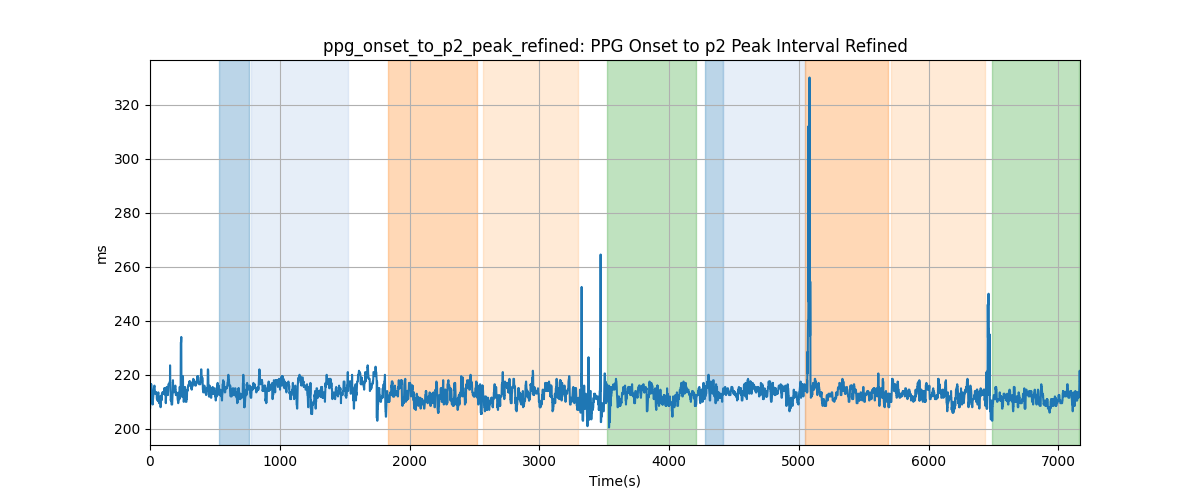 ppg_onset_to_p2_peak_refined: PPG Onset to p2 Peak Interval Refined
320
300
280
260
240
220
200
ms
0 1000 2000 3000 4000 5000 6000 7000
Time(s)